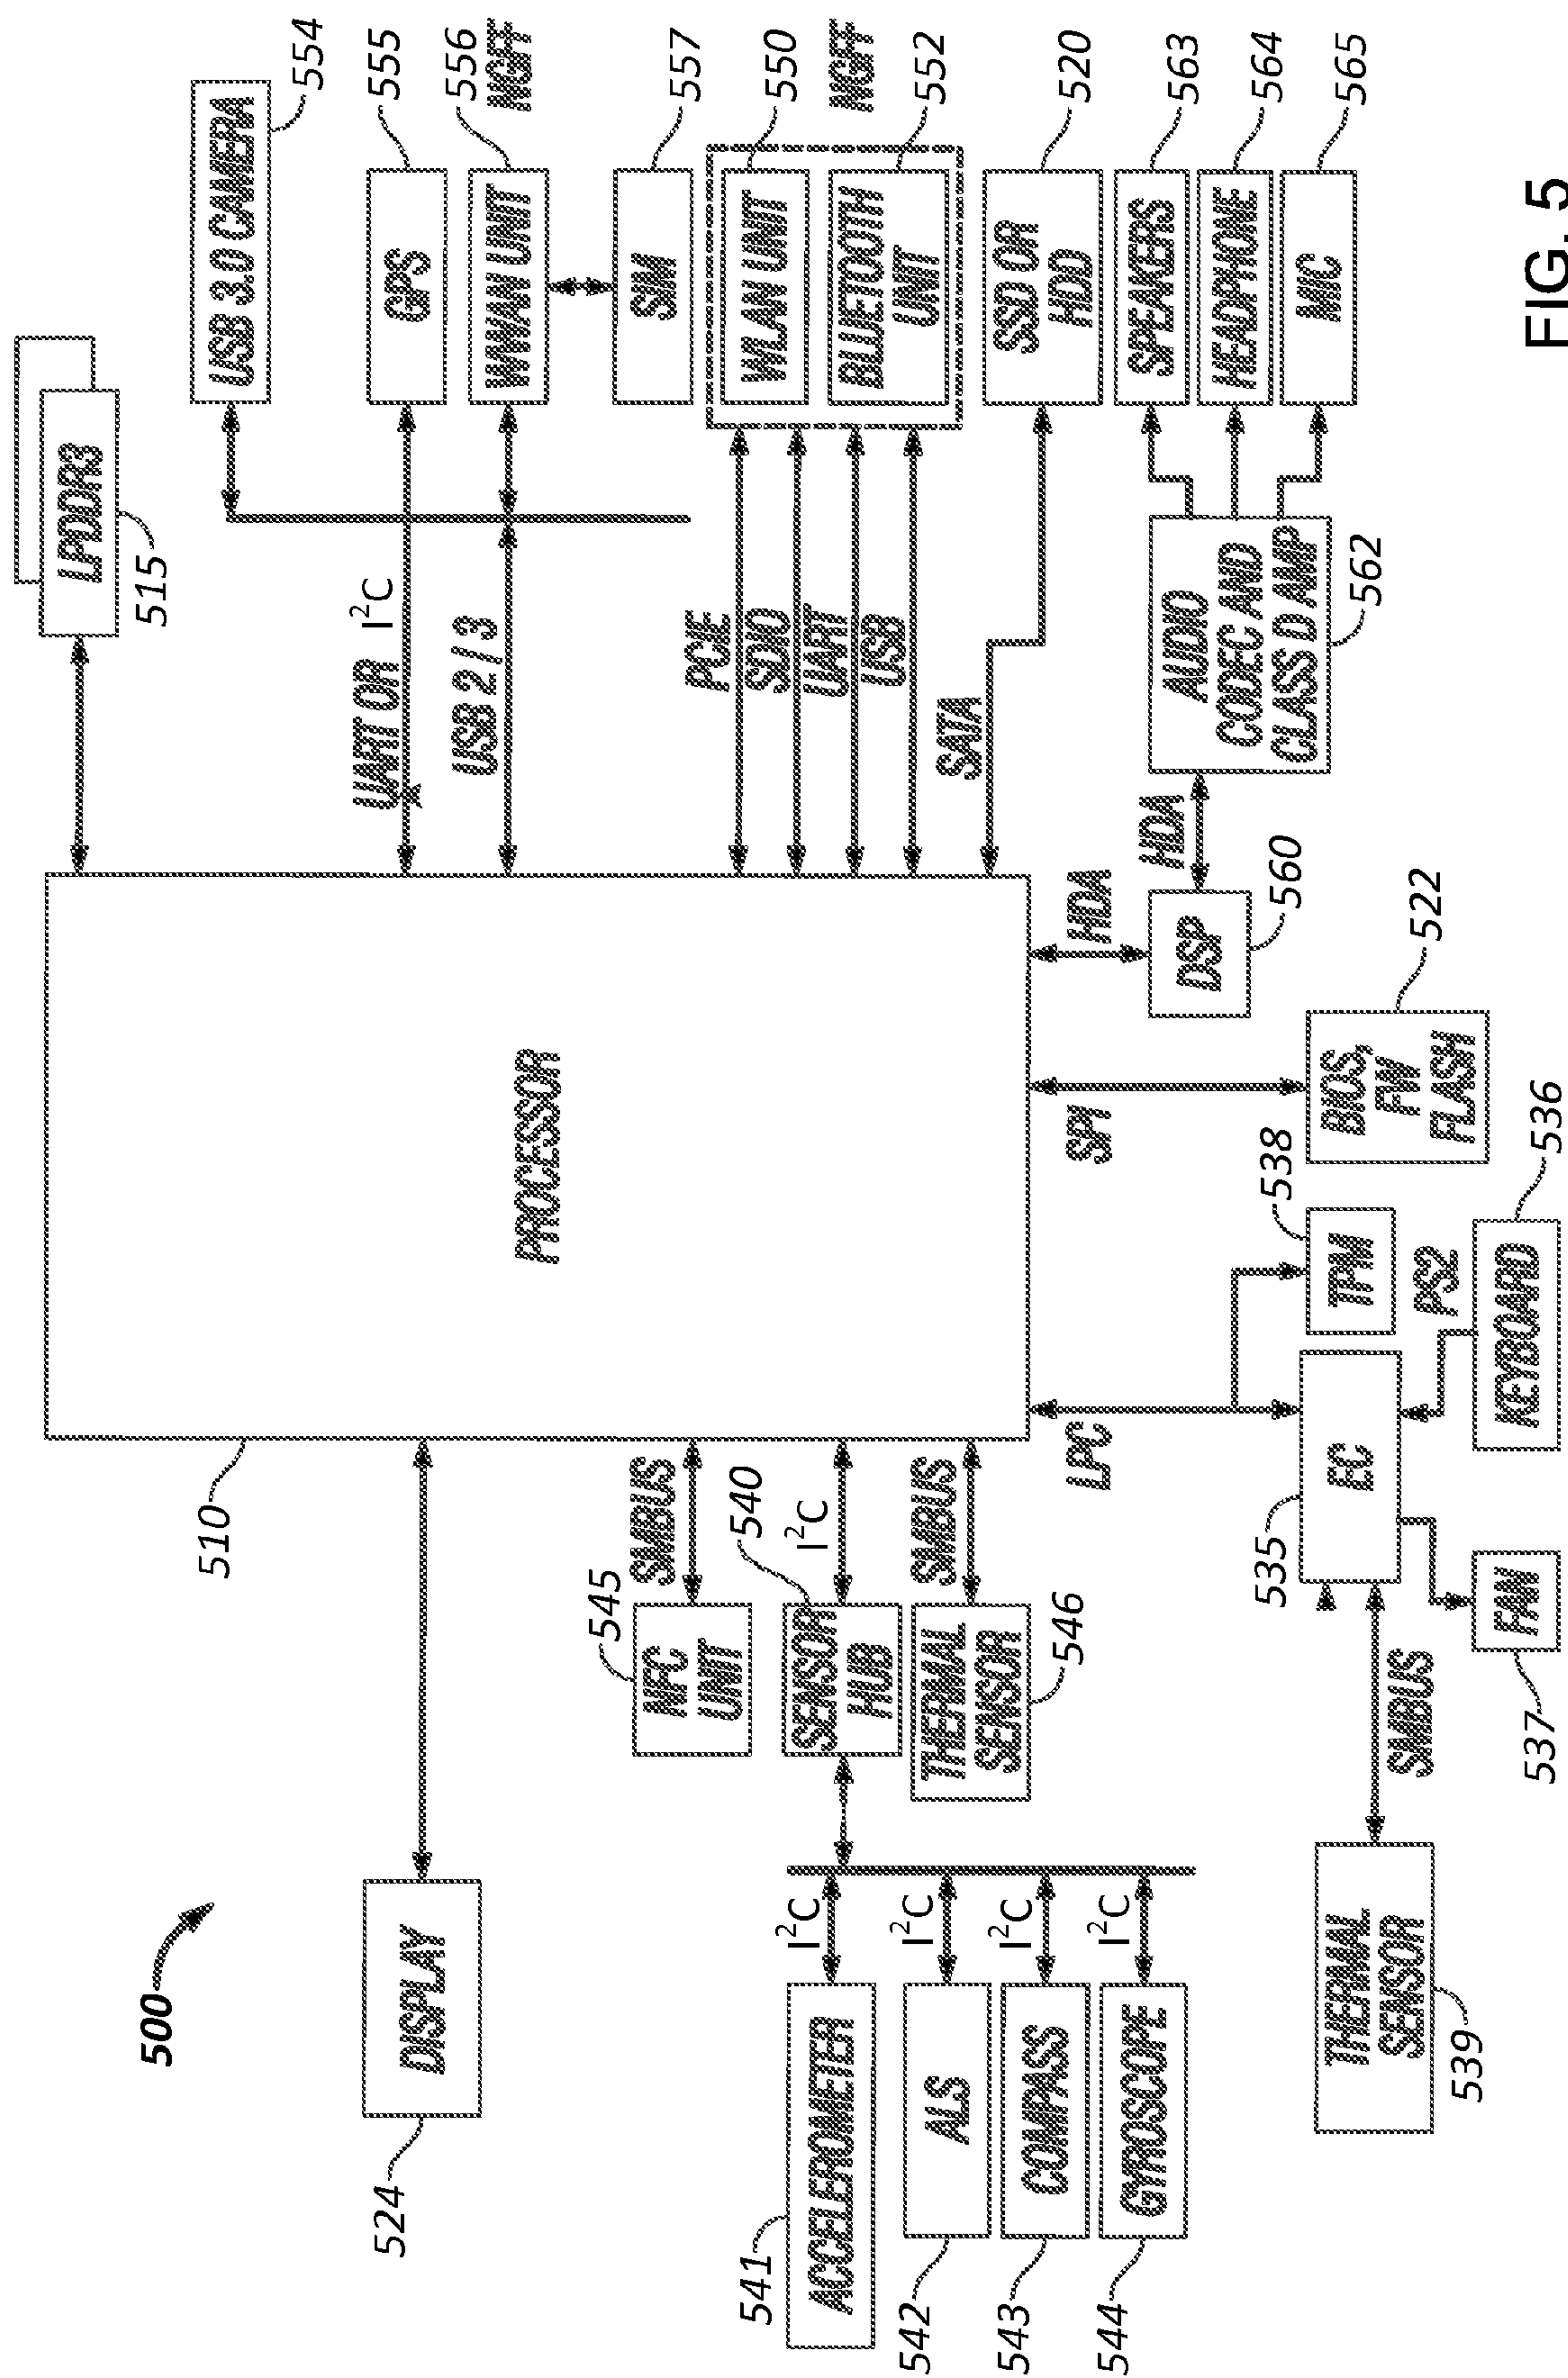 500
DISPLAY
524
ACCELEROMETER
541
ALS
542
COMPASS
543
GYROSCOPE
544
I²C
I²C
I²C
I²C
NFC
UNIT
545
SMBUS
SENSOR
HUB
540
I²C
THERMAL
SENSOR
546
SMBUS
THERMAL
SENSOR
539
SMBUS
FAN
537
EC
535
LPC
KEYBOARD
536
PS2
TPM
538
BIOS,
FW
FLASH
522
SPI
PROCESSOR
510
DSP
560
HDA
HDA
AUDIO
CODEC AND
CLASS D AMP
562
LPDDR3
515
UART OR
I²C
USB 2 / 3
PCIE
SDIO
UART
USB
SATA
USB 3.0 CAMERA
554
GPS
555
WWAN UNIT
556
NGFF
SIM
557
WLAN UNIT
550
BLUETOOTH
UNIT
552
NGFF
SSD OR
HDD
520
SPEAKERS
563
HEADPHONE
564
MIC
565
FIG. 5